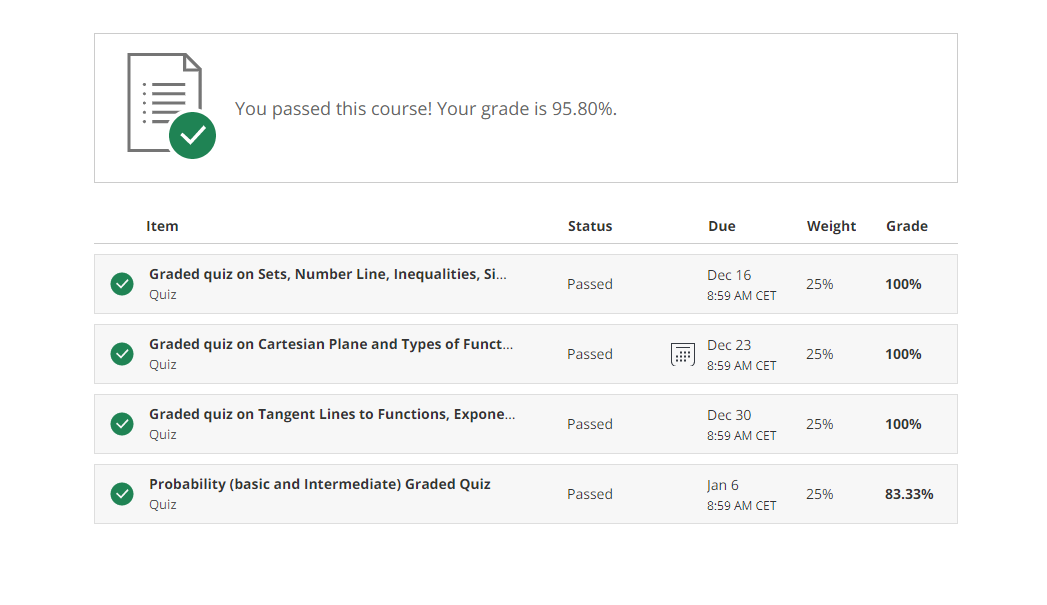 You passed this course! Your grade is 95.80%.
Item Status Due Weight Grade
Graded quiz on Sets, Number Line, Inequalities, Si...
Quiz
Passed
Dec 16
8:59 AM CET
25%
100%
Graded quiz on Cartesian Plane and Types of Funct...
Quiz
Passed
Dec 23
8:59 AM CET
25%
100%
Graded quiz on Tangent Lines to Functions, Expone...
Quiz
Passed
Dec 30
8:59 AM CET
25%
100%
Probability (basic and Intermediate) Graded Quiz
Quiz
Passed
Jan 6
8:59 AM CET
25%
83.33%